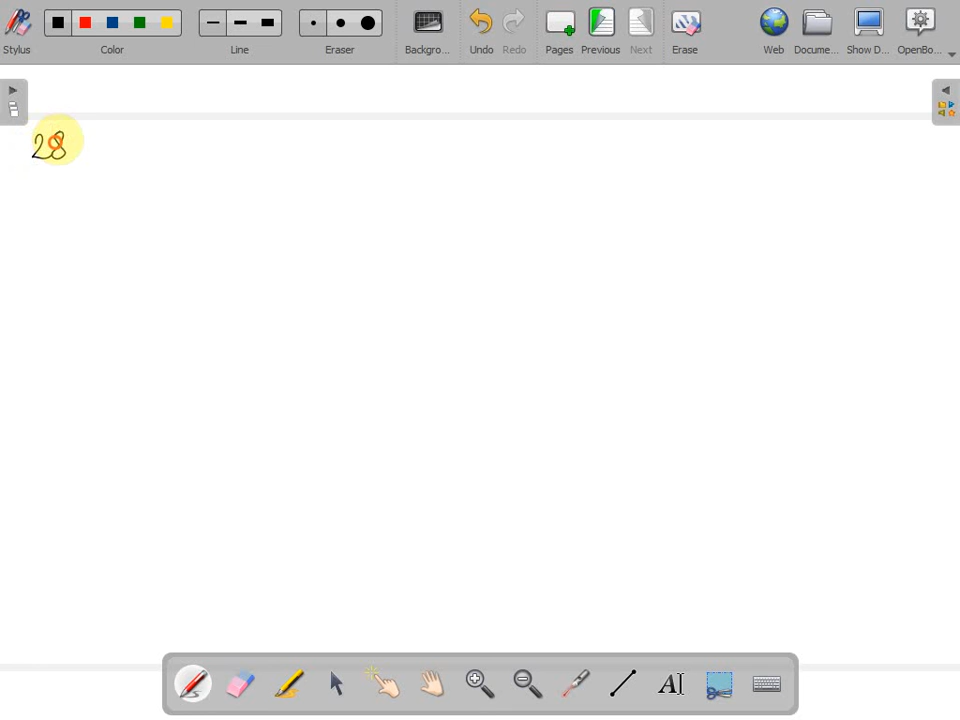 Stylus
Color
Line
Eraser
Backgro...
Undo
Redo
Pages
Previous
Next
Erase
Web
Docume...
Show D...
OpenBo...
28
A